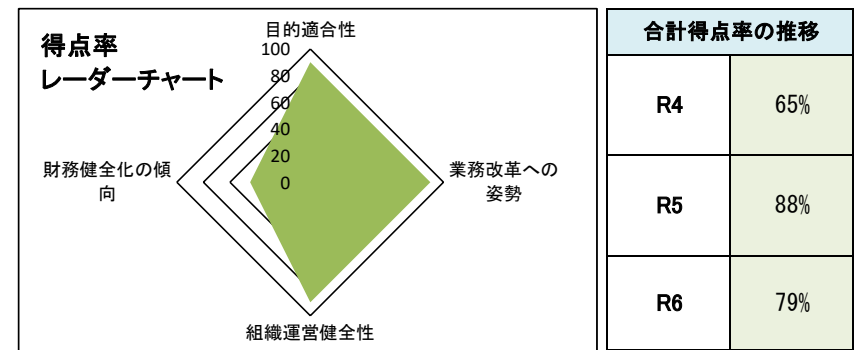 得点率
レーダーチャート
目的適合性
100
80
60
40
20
0
業務改革への
姿勢
組織運営健全性
財務健全化の傾
向
合計得点率の推移
R4 65%
R5 88%
R6 79%